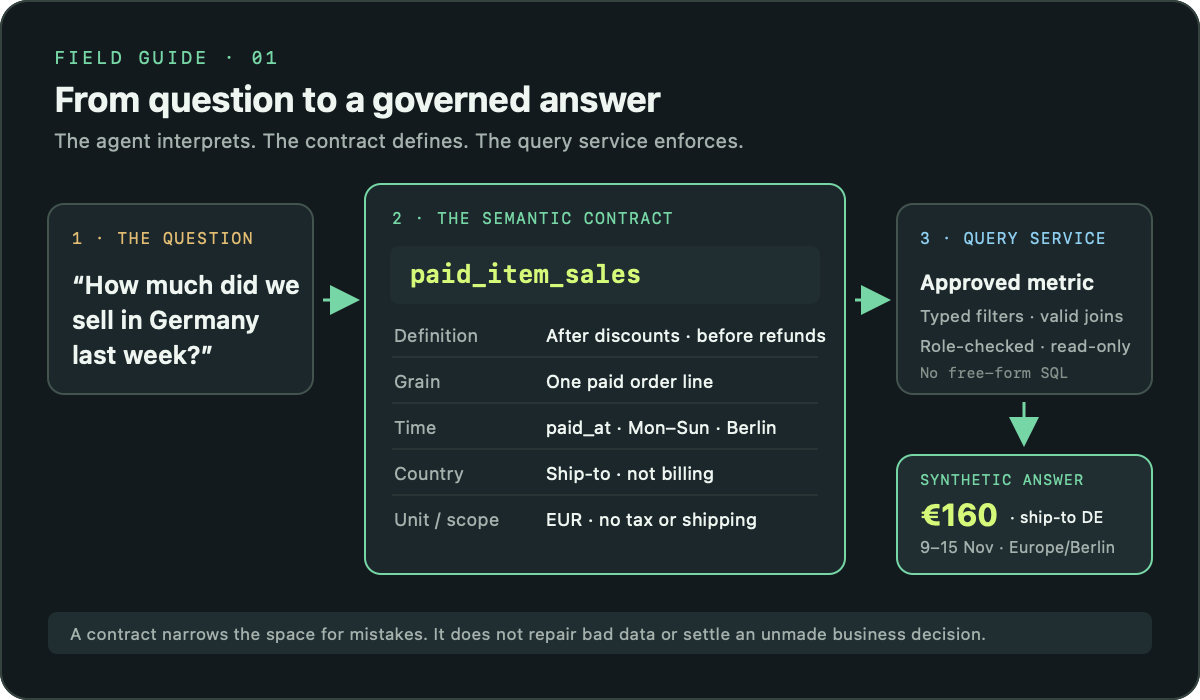 FIELD GUIDE · 01
From question to a governed answer
The agent interprets. The contract defines. The query service enforces.
1 · THE QUESTION
“How much did we
sell in Germany
last week?”
2 · THE SEMANTIC CONTRACT
paid_item_sales
Definition After discounts · before refunds
Grain One paid order line
Time paid_at · Mon–Sun · Berlin
Country Ship-to · not billing
Unit / scope EUR · no tax or shipping
3 · QUERY SERVICE
Approved metric
Typed filters · valid joins
Role-checked · read-only
No free-form SQL
SYNTHETIC ANSWER
€160 · ship-to DE
9–15 Nov · Europe/Berlin
A contract narrows the space for mistakes. It does not repair bad data or settle an unmade business decision.